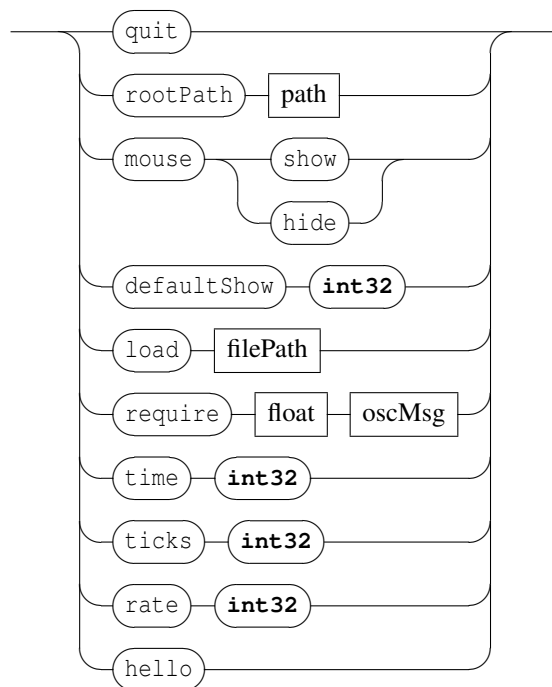 quit
rootPath path
mouse show
hide
defaultShow int32
load filePath
require float oscMsg
time int32
ticks int32
rate int32
hello